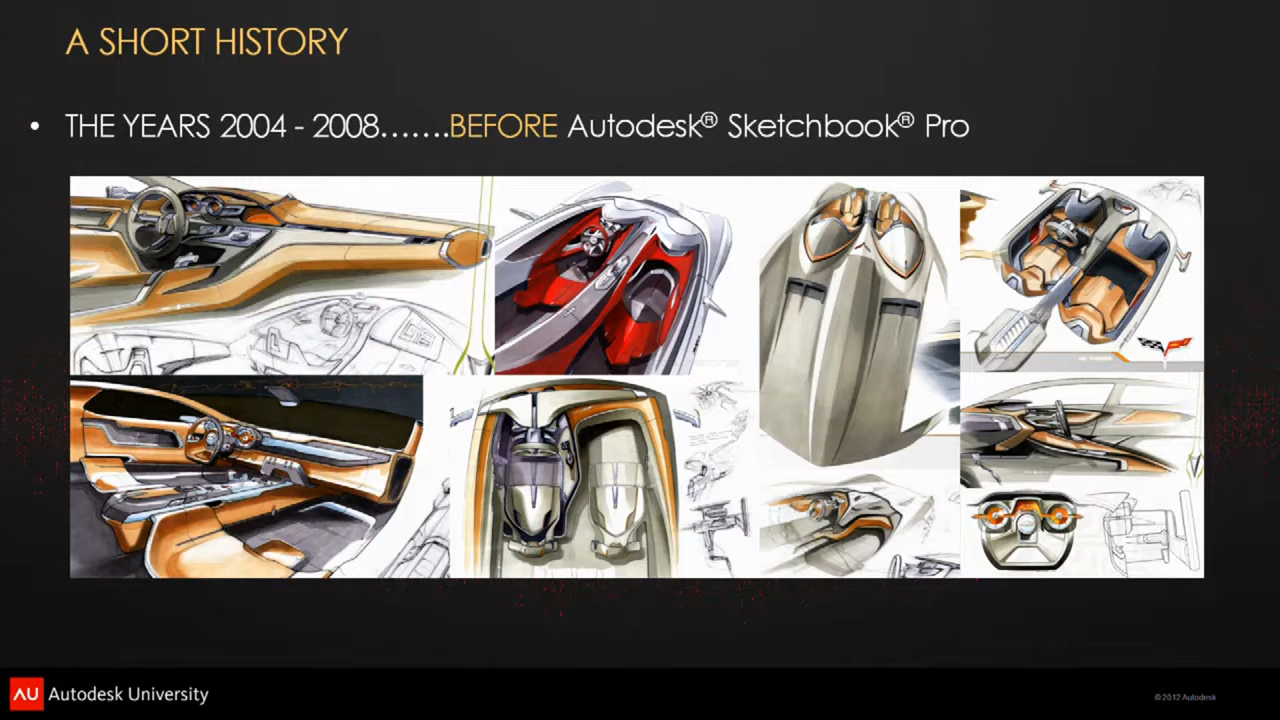 A SHORT HISTORY
• THE YEARS 2004 - 2008.......BEFORE Autodesk® Sketchbook® Pro
AU Autodesk University
© 2012 Autodesk